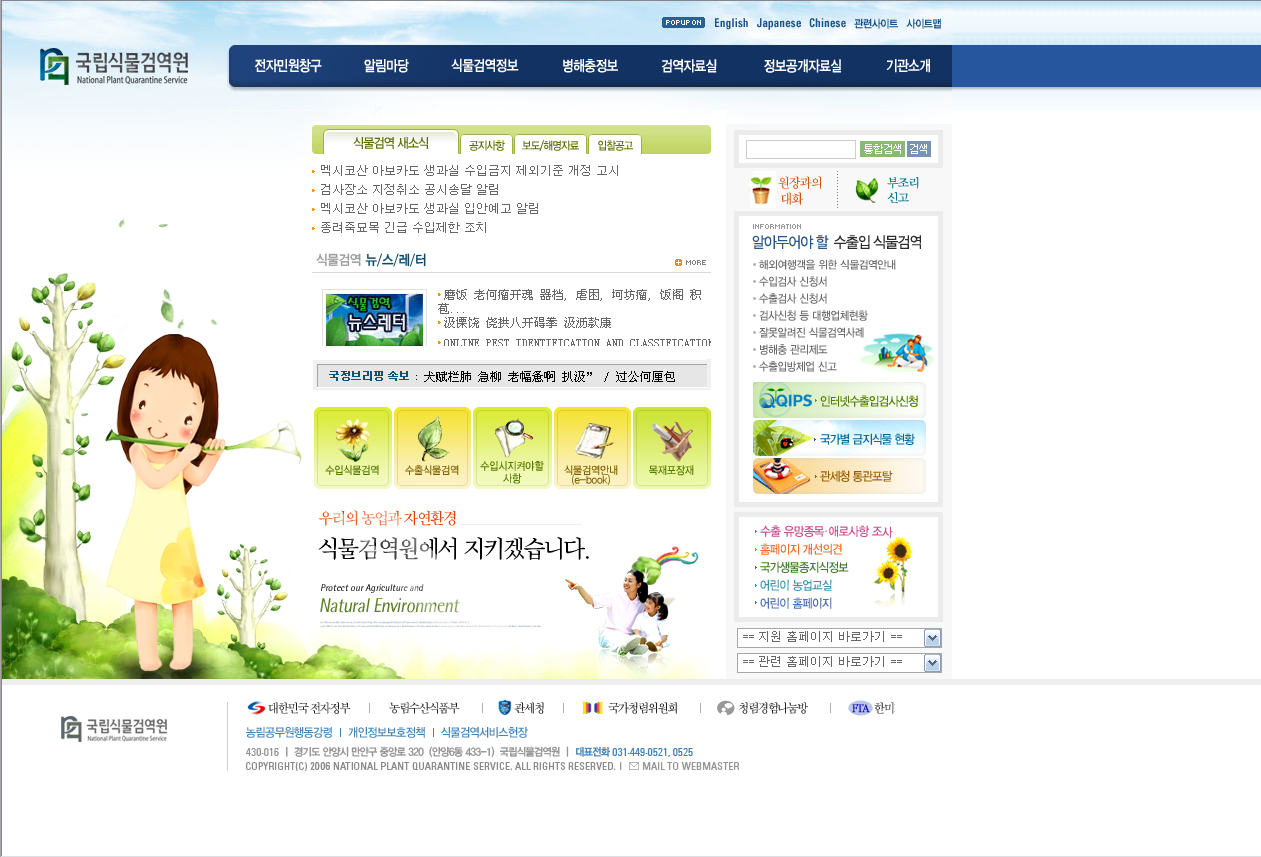 POPUP ON English Japanese Chinese 관련사이트 사이트맵
국립식물검역원
National Plant Quarantine Service
전자민원창구 알림마당 식물검역정보 병해충정보 검역자료실 정보공개자료실 기관소개
식물검역 새소식 공지사항 보도/해명자료 입찰공고
멕시코산 아보카도 생과실 수입금지 제외기준 개정 고시
검사장소 지정취소 공시송달 알림
멕시코산 아보카도 생과실 입안예고 알림
종려죽묘목 긴급 수입제한 조치
식물검역 뉴/스/레/터 MORE
식물검역
뉴스레터
磨饭 老何瘤开魂 器档, 虐困, 坷坊瘤, 饭阁 积
苞...
汲慄饶 侥拱八开碍拳 汲沥款康
ONLINE PEST IDENTIFICATION AND CLASSIFICATION
국정브리핑 속보 : 犬赋栏肺 急柳 老幅惫啊 扒汲” / 过公何厘包
수입식물검역
수출식물검역
수입시지켜야할
사항
식물검역안내
(e-book)
목재포장재
우리의 농업과 자연환경
식물검역원에서 지키겠습니다.
Protect our Agriculture and
Natural Environment
통합검색 검색
원장과의
대화
부조리
신고
INFORMATION
알아두어야 할 수출입 식물검역
해외여행객을 위한 식물검역안내
수입검사 신청서
수출검사 신청서
검사신청 등 대행업체현황
잘못알려진 식물검역사례
병해충 관리제도
수출입방제업 신고
QIPS 인터넷수출입검사신청
국가별 금지식물 현황
관세청 통관포탈
수출 유망종목·애로사항 조사
홈페이지 개선의견
국가생물종지식정보
어린이 농업교실
어린이 홈페이지
== 지원 홈페이지 바로가기 ==
== 관련 홈페이지 바로가기 ==
국립식물검역원
National Plant Quarantine Service
대한민국 전자정부 | 농림수산식품부 | 관세청 | 국가청렴위원회 | 청렴경험나눔방 | FTA 한미
농림공무원행동강령 | 개인정보보호정책 | 식물검역서비스헌장
430-016 | 경기도 안양시 만안구 중앙로 320 (안양6동 433-1) 국립식물검역원 | 대표전화 031-449-0521, 0525
COPYRIGHT(C) 2006 NATIONAL PLANT QUARANTINE SERVICE. ALL RIGHTS RESERVED. | MAIL TO WEBMASTER